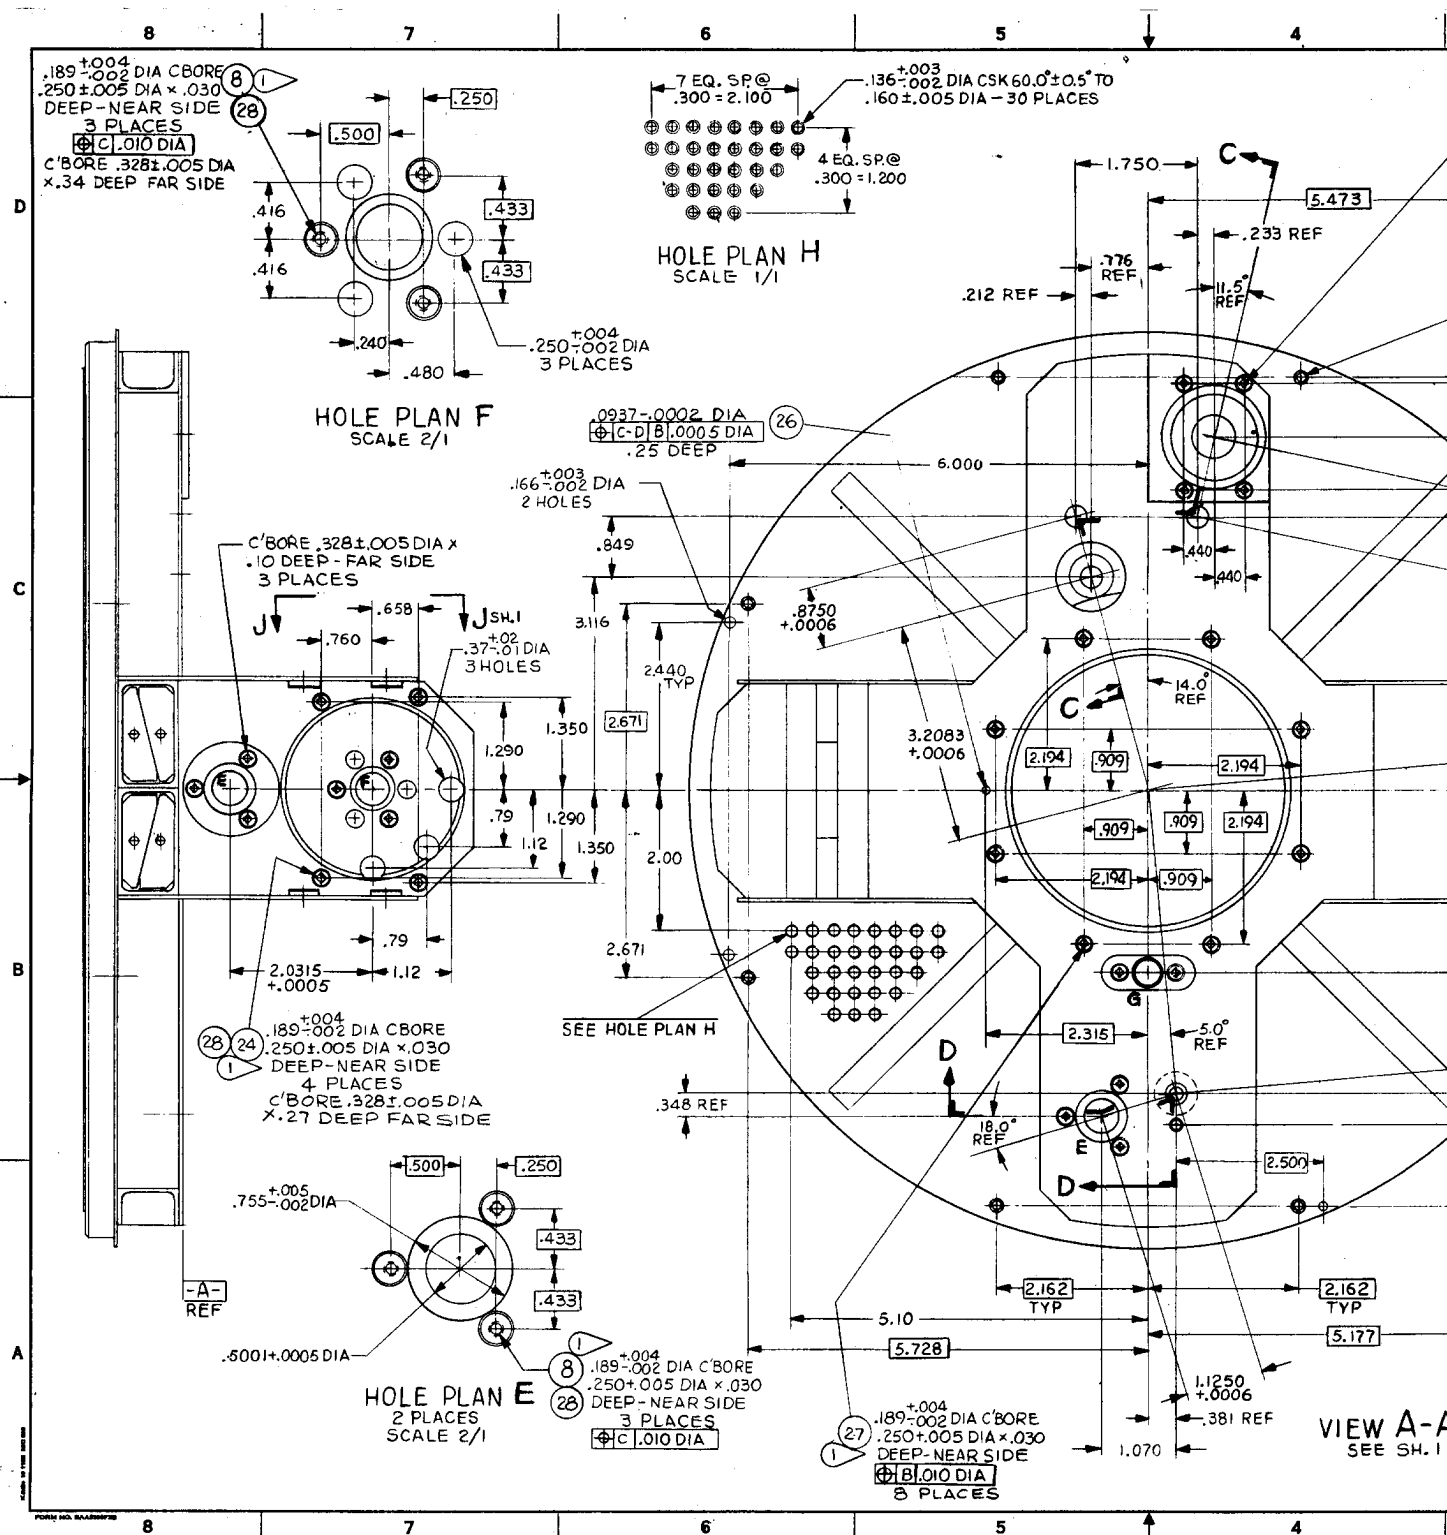 8 7 6 5 4
D
C
B
A
.189 +.004 -.002 DIA CBORE
.250 ±.005 DIA × .030
DEEP-NEAR SIDE
3 PLACES
⌖ C .010 DIA
C'BORE .328±.005 DIA
×.34 DEEP FAR SIDE
8
1
28
.500
.250
.416
.416
.433
.433
.240
.480
.250 +.004 -.002 DIA
3 PLACES
HOLE PLAN F
SCALE 2/1
7 EQ. SP. @
.300 = 2.100
.136 +.003 -.002 DIA CSK 60.0°±0.5° TO
.160±.005 DIA – 30 PLACES
4 EQ. SP. @
.300 = 1.200
HOLE PLAN H
SCALE 1/1
1.750
C
5.473
.233 REF
.776
REF
.212 REF
11.5°
REF
.0937-.0002 DIA
⌖ C-D B .0005 DIA
.25 DEEP
26
6.000
.166 +.003 -.002 DIA
2 HOLES
.849
.440
.440
C'BORE .328±.005 DIA ×
.10 DEEP-FAR SIDE
3 PLACES
J
J SH.1
.658
.760
.37 +.02 -.01 DIA
3 HOLES
3.116
.8750
+.0006
2.440
TYP
2.671
1.350
1.290
3.2083
+.0006
14.0°
REF
C
2.194
.909
2.194
E
F
.79
1.12
1.290
1.350
2.00
.909
.909
2.194
2.194
.909
.79
2.0315
+.0005
1.12
2.671
SEE HOLE PLAN H
G
2.315
5.0°
REF
28
24
1
.189 +.004 -.002 DIA CBORE
.250±.005 DIA ×.030
DEEP-NEAR SIDE
4 PLACES
C'BORE .328±.005 DIA
×.27 DEEP FAR SIDE
.348 REF
D
18.0°
REF
E
D
2.500
.500
.250
.755 +.005 -.002 DIA
.433
.433
-A-
REF
2.162
TYP
2.162
TYP
5.10
5.177
5.728
HOLE PLAN E
2 PLACES
SCALE 2/1
1
8
28
.189 +.004 -.002 DIA C'BORE
.250+.005 DIA ×.030
DEEP-NEAR SIDE
3 PLACES
⌖ C .010 DIA
1.1250
+.0006
.381 REF
1.070
27
1
.189 +.004 -.002 DIA C'BORE
.250+.005 DIA ×.030
DEEP-NEAR SIDE
⌖ B .010 DIA
8 PLACES
VIEW A-A
SEE SH. 1
8 7 6 5 4